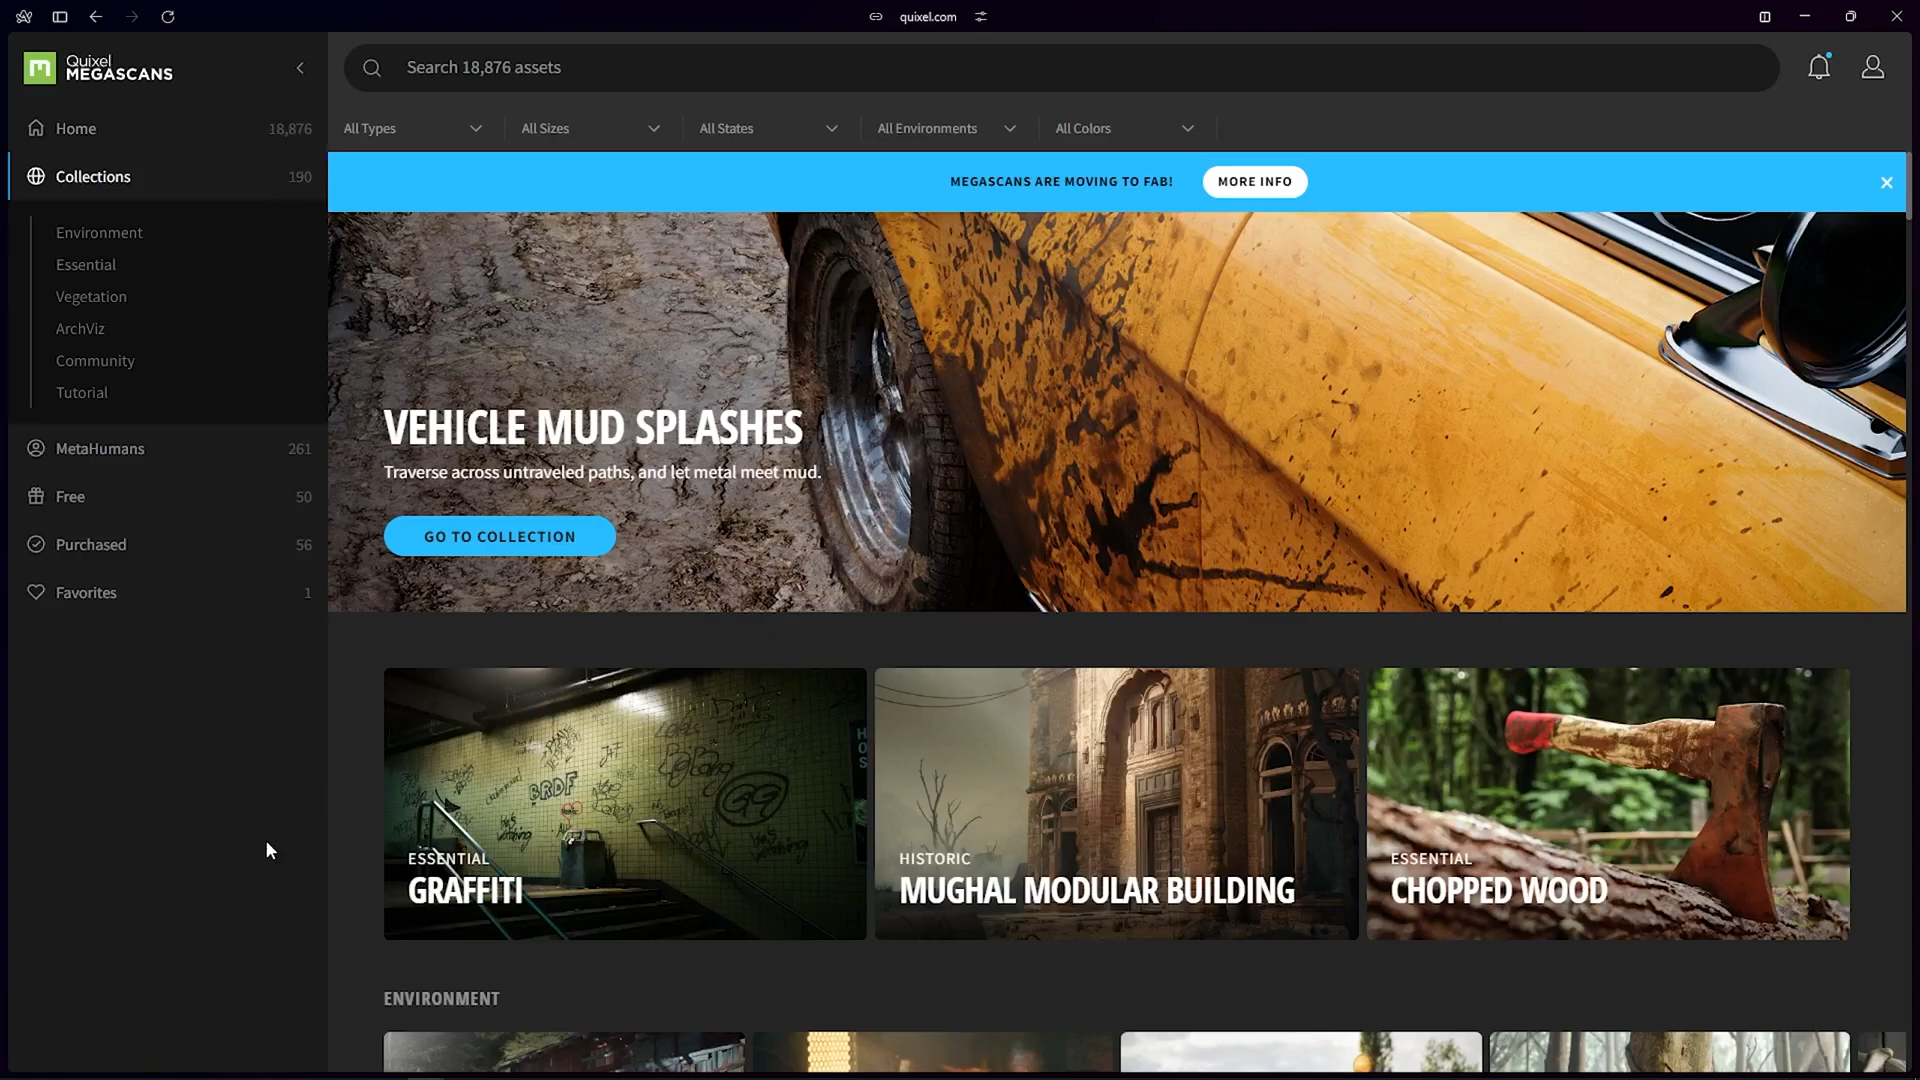 quixel.com
Quixel
MEGASCANS
Search 18,876 assets
Home 18,876
Collections 190
Environment
Essential
Vegetation
ArchViz
Community
Tutorial
MetaHumans 261
Free 50
Purchased 56
Favorites 1
All Types
All Sizes
All States
All Environments
All Colors
MEGASCANS ARE MOVING TO FAB!
MORE INFO
VEHICLE MUD SPLASHES
Traverse across untraveled paths, and let metal meet mud.
GO TO COLLECTION
BRDF
ESSENTIAL
GRAFFITI
HISTORIC
MUGHAL MODULAR BUILDING
ESSENTIAL
CHOPPED WOOD
ENVIRONMENT